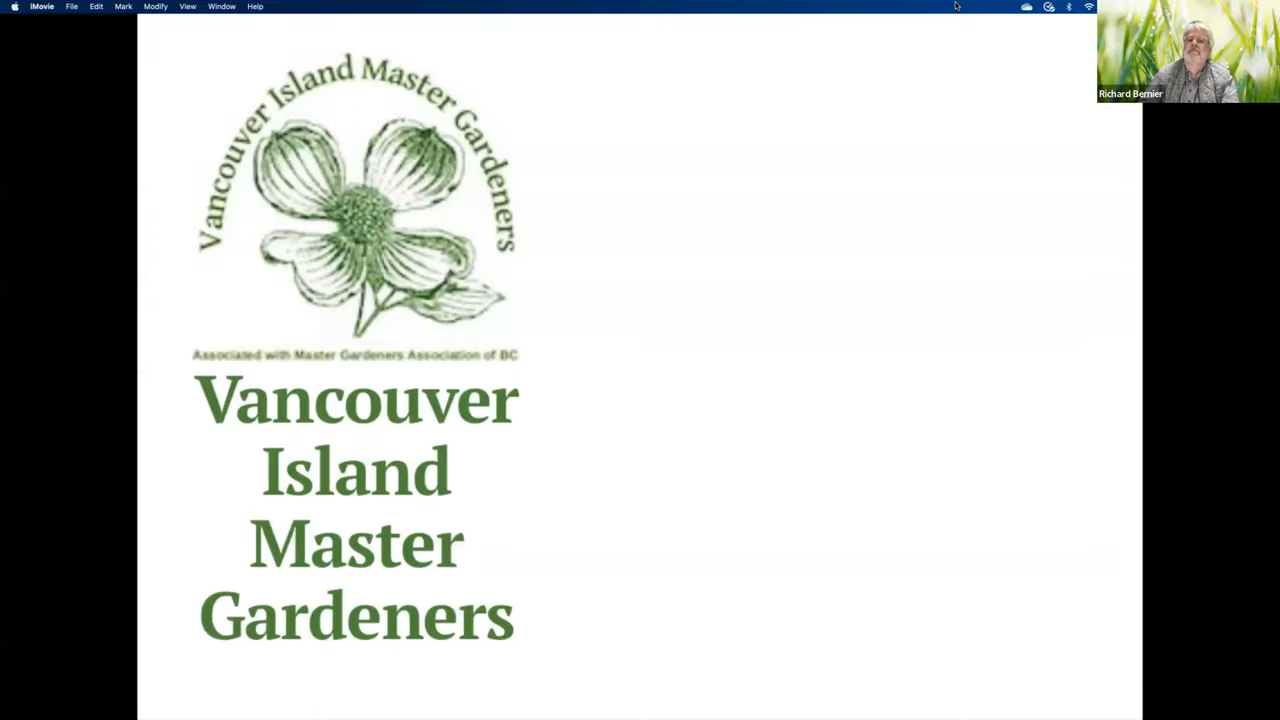 iMovie File Edit Mark Modify View Window Help
Richard Bernier
Vancouver Island Master Gardeners
Associated with Master Gardeners Association of BC
Vancouver
Island
Master
Gardeners